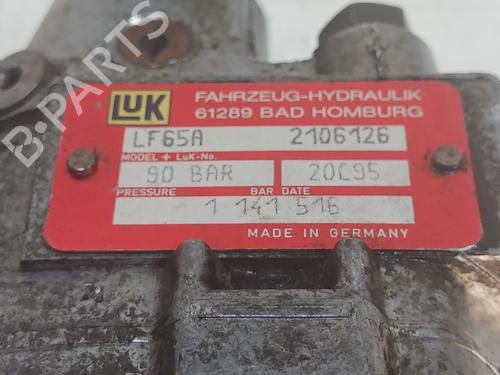 LUK
FAHRZEUG-HYDRAULIK
61289 BAD HOMBURG
LF65A 2106126
MODEL + LuK-No.
90 BAR 20C95
PRESSURE BAR DATE
1 141 516
MADE IN GERMANY